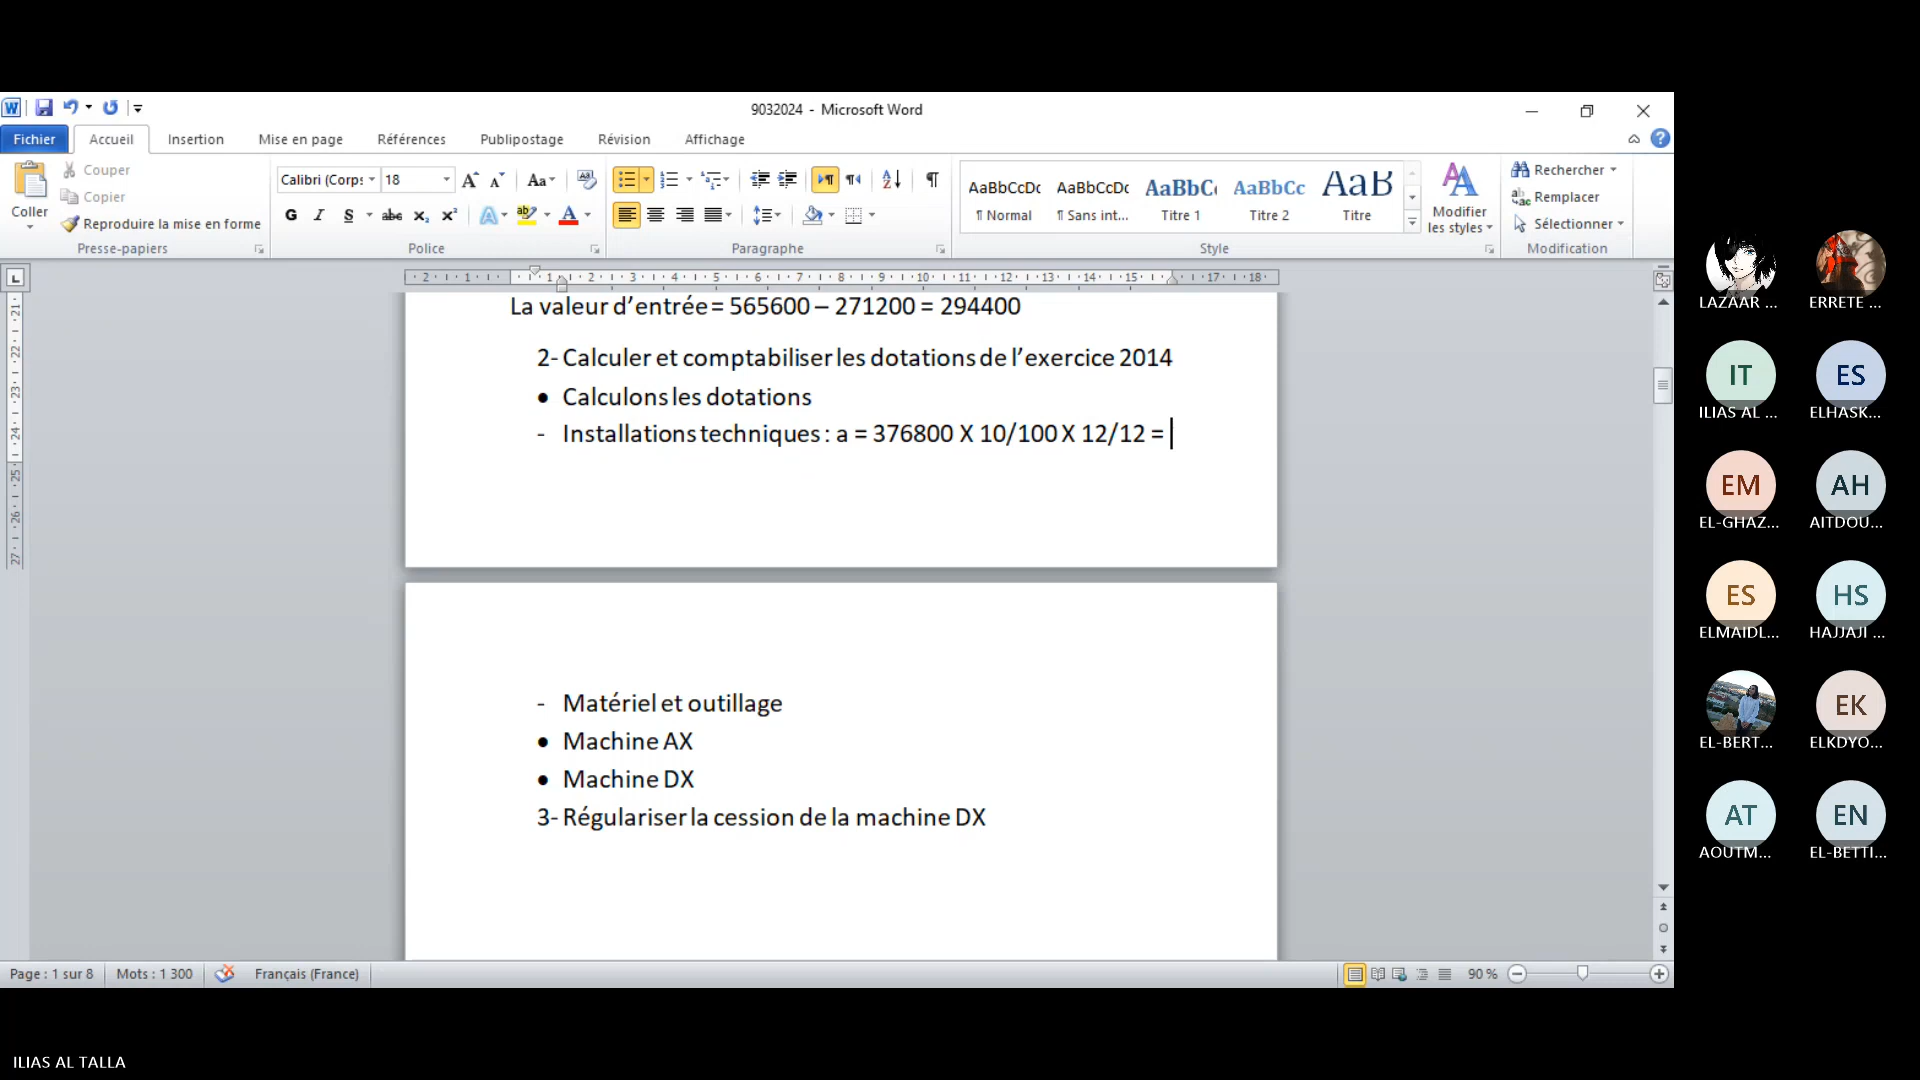 9032024 - Microsoft Word
Fichier Accueil Insertion Mise en page Références Publipostage Révision Affichage
Coller
Couper
Copier
Reproduire la mise en forme
Presse-papiers
Calibri (Corps 18
G I S abc x₂ x²
Police
Paragraphe
AaBbCcDc AaBbCcDc AaBbC AaBbCc AaB
¶ Normal ¶ Sans int... Titre 1 Titre 2 Titre
Modifier
les styles
Style
Rechercher
Remplacer
Sélectionner
Modification
La valeur d’entrée = 565600 – 271200 = 294400
2- Calculer et comptabiliser les dotations de l’exercice 2014
• Calculons les dotations
- Installations techniques : a = 376800 X 10/100 X 12/12 =
- Matériel et outillage
• Machine AX
• Machine DX
3- Régulariser la cession de la machine DX
Page : 1 sur 8 Mots : 1 300 Français (France) 90 %
LAZAAR ... ERRETE ...
IT ES
ILIAS AL ... ELHASK...
EM AH
EL-GHAZ... AITDOU...
ES HS
ELMAIDL... HAJJAJI ...
EK
EL-BERT... ELKDYO...
AT EN
AOUTM... EL-BETTI...
ILIAS AL TALLA